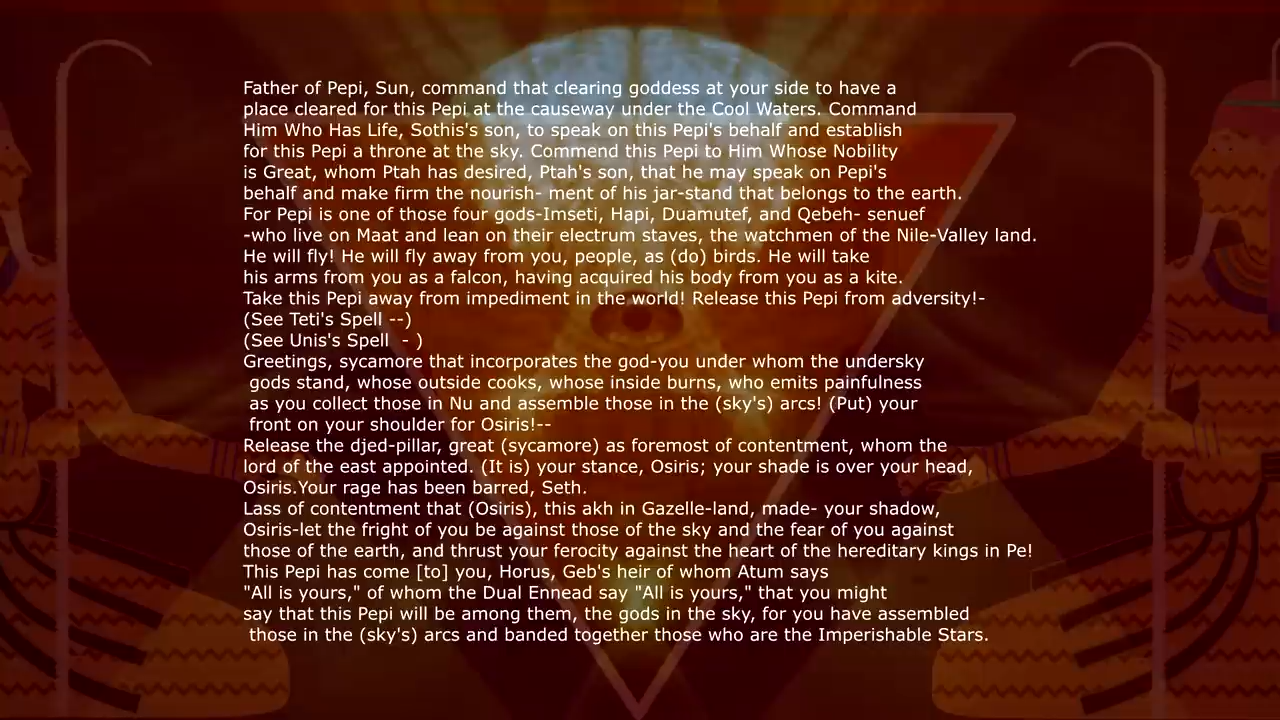 Father of Pepi, Sun, command that clearing goddess at your side to have a
place cleared for this Pepi at the causeway under the Cool Waters. Command
Him Who Has Life, Sothis's son, to speak on this Pepi's behalf and establish
for this Pepi a throne at the sky. Commend this Pepi to Him Whose Nobility
is Great, whom Ptah has desired, Ptah's son, that he may speak on Pepi's
behalf and make firm the nourish- ment of his jar-stand that belongs to the earth.
For Pepi is one of those four gods-Imseti, Hapi, Duamutef, and Qebeh- senuef
-who live on Maat and lean on their electrum staves, the watchmen of the Nile-Valley land.
He will fly! He will fly away from you, people, as (do) birds. He will take
his arms from you as a falcon, having acquired his body from you as a kite.
Take this Pepi away from impediment in the world! Release this Pepi from adversity!-
(See Teti's Spell --)
(See Unis's Spell  - )
Greetings, sycamore that incorporates the god-you under whom the undersky
gods stand, whose outside cooks, whose inside burns, who emits painfulness
as you collect those in Nu and assemble those in the (sky's) arcs! (Put) your
front on your shoulder for Osiris!--
Release the djed-pillar, great (sycamore) as foremost of contentment, whom the
lord of the east appointed. (It is) your stance, Osiris; your shade is over your head,
Osiris.Your rage has been barred, Seth.
Lass of contentment that (Osiris), this akh in Gazelle-land, made- your shadow,
Osiris-let the fright of you be against those of the sky and the fear of you against
those of the earth, and thrust your ferocity against the heart of the hereditary kings in Pe!
This Pepi has come [to] you, Horus, Geb's heir of whom Atum says
"All is yours," of whom the Dual Ennead say "All is yours," that you might
say that this Pepi will be among them, the gods in the sky, for you have assembled
those in the (sky's) arcs and banded together those who are the Imperishable Stars.